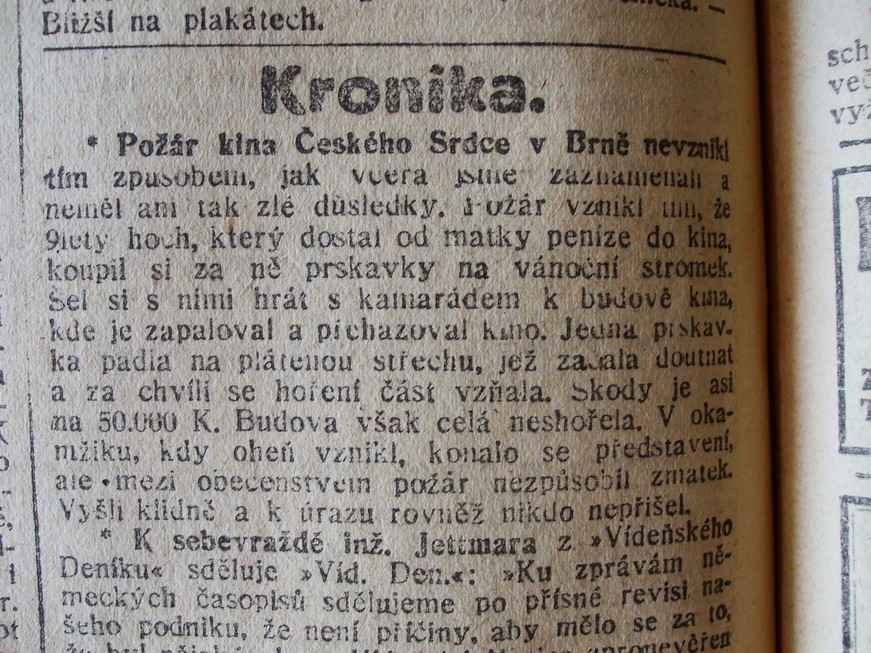 Bližší na plakátech.
Kronika.
* Požár kina Českého Srdce v Brně nevznikl
tím způsobem, jak včera jsme zaznamenali a
neměl ani tak zlé důsledky. Požár vznikl tím, že
9letý hoch, který dostal od matky peníze do kina,
koupil si za ně prskavky na vánoční stromek.
Šel si s nimi hrát s kamarádem k budově kina,
kde je zapaloval a přehazoval kino. Jedna prskav-
ka padla na plátěnou střechu, jež začala doutnat
a za chvíli se hoření část vzňala. Škody je asi
na 50.000 K. Budova však celá neshořela. V oka-
mžiku, kdy oheň vznikl, konalo se představení,
ale mezi obecenstvem požár nezpůsobil zmatek.
Vyšli klidně a k úrazu rovněž nikdo nepřišel.
* K sebevraždě inž. Jettmara z »Vídeňského
Deníku« sděluje »Víd. Den.«: »Ku zprávám ně-
meckých časopisů sdělujeme po přísné revisi na-
šeho podniku, že není příčiny, aby mělo se za to,
sch
več
vyž